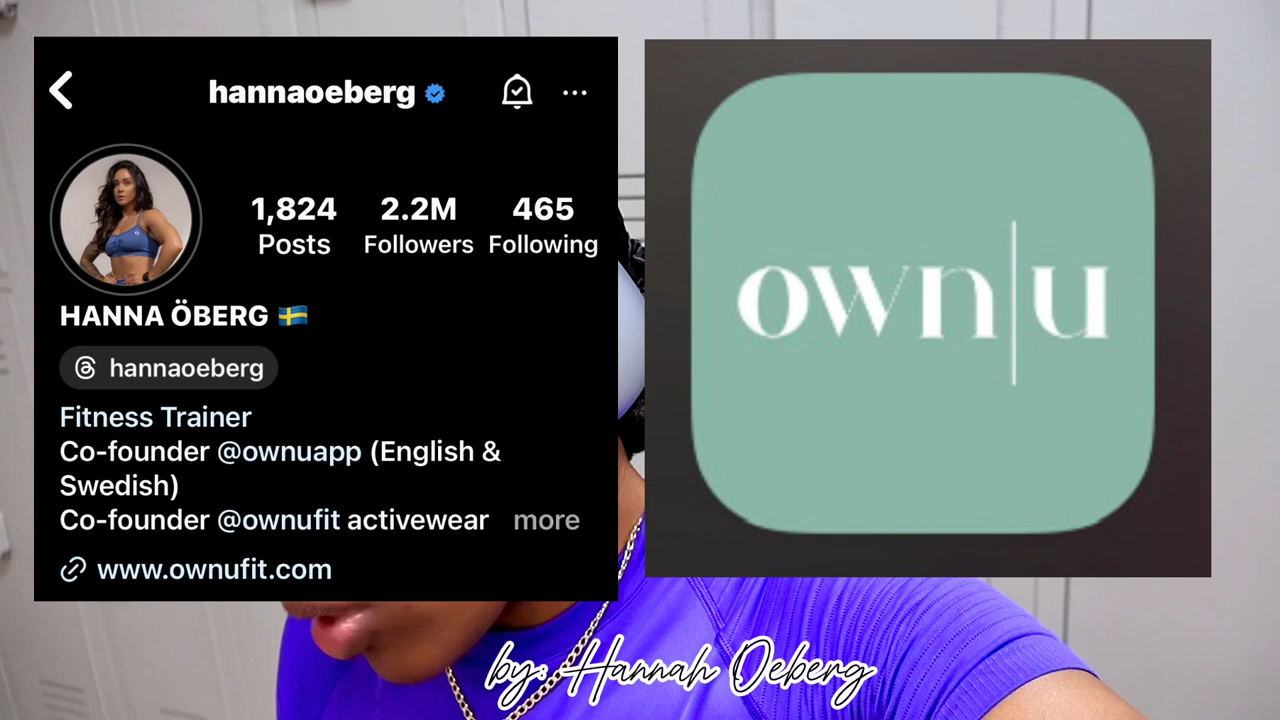 hannaoeberg
1,824 2.2M 465
Posts Followers Following
HANNA ÖBERG 🇸🇪
hannaoeberg
Fitness Trainer
Co-founder @ownuapp (English &
Swedish)
Co-founder @ownufit activewear more
www.ownufit.com
own|u
by: Hannah Oeberg